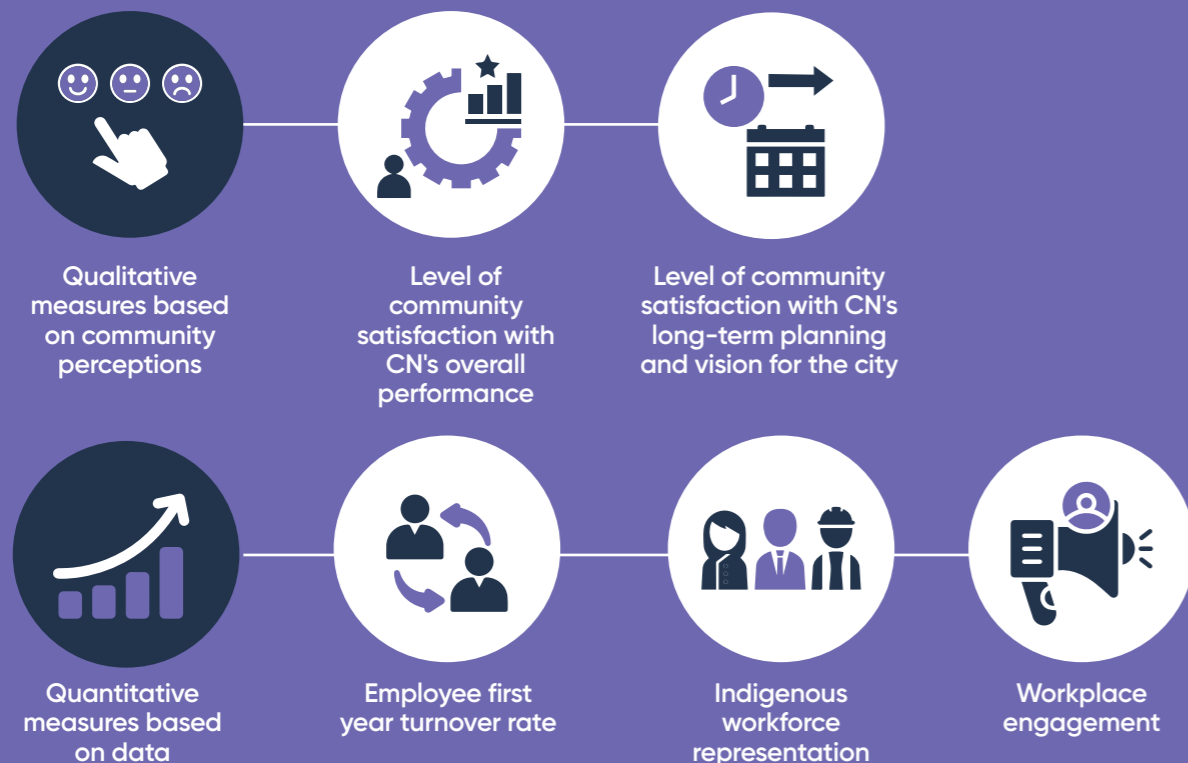 Qualitative
measures based
on community
perceptions
Level of
community
satisfaction with
CN's overall
performance
Level of community
satisfaction with CN's
long-term planning
and vision for the city
Quantitative
measures based
on data
Employee first
year turnover rate
Indigenous
workforce
representation
Workplace
engagement